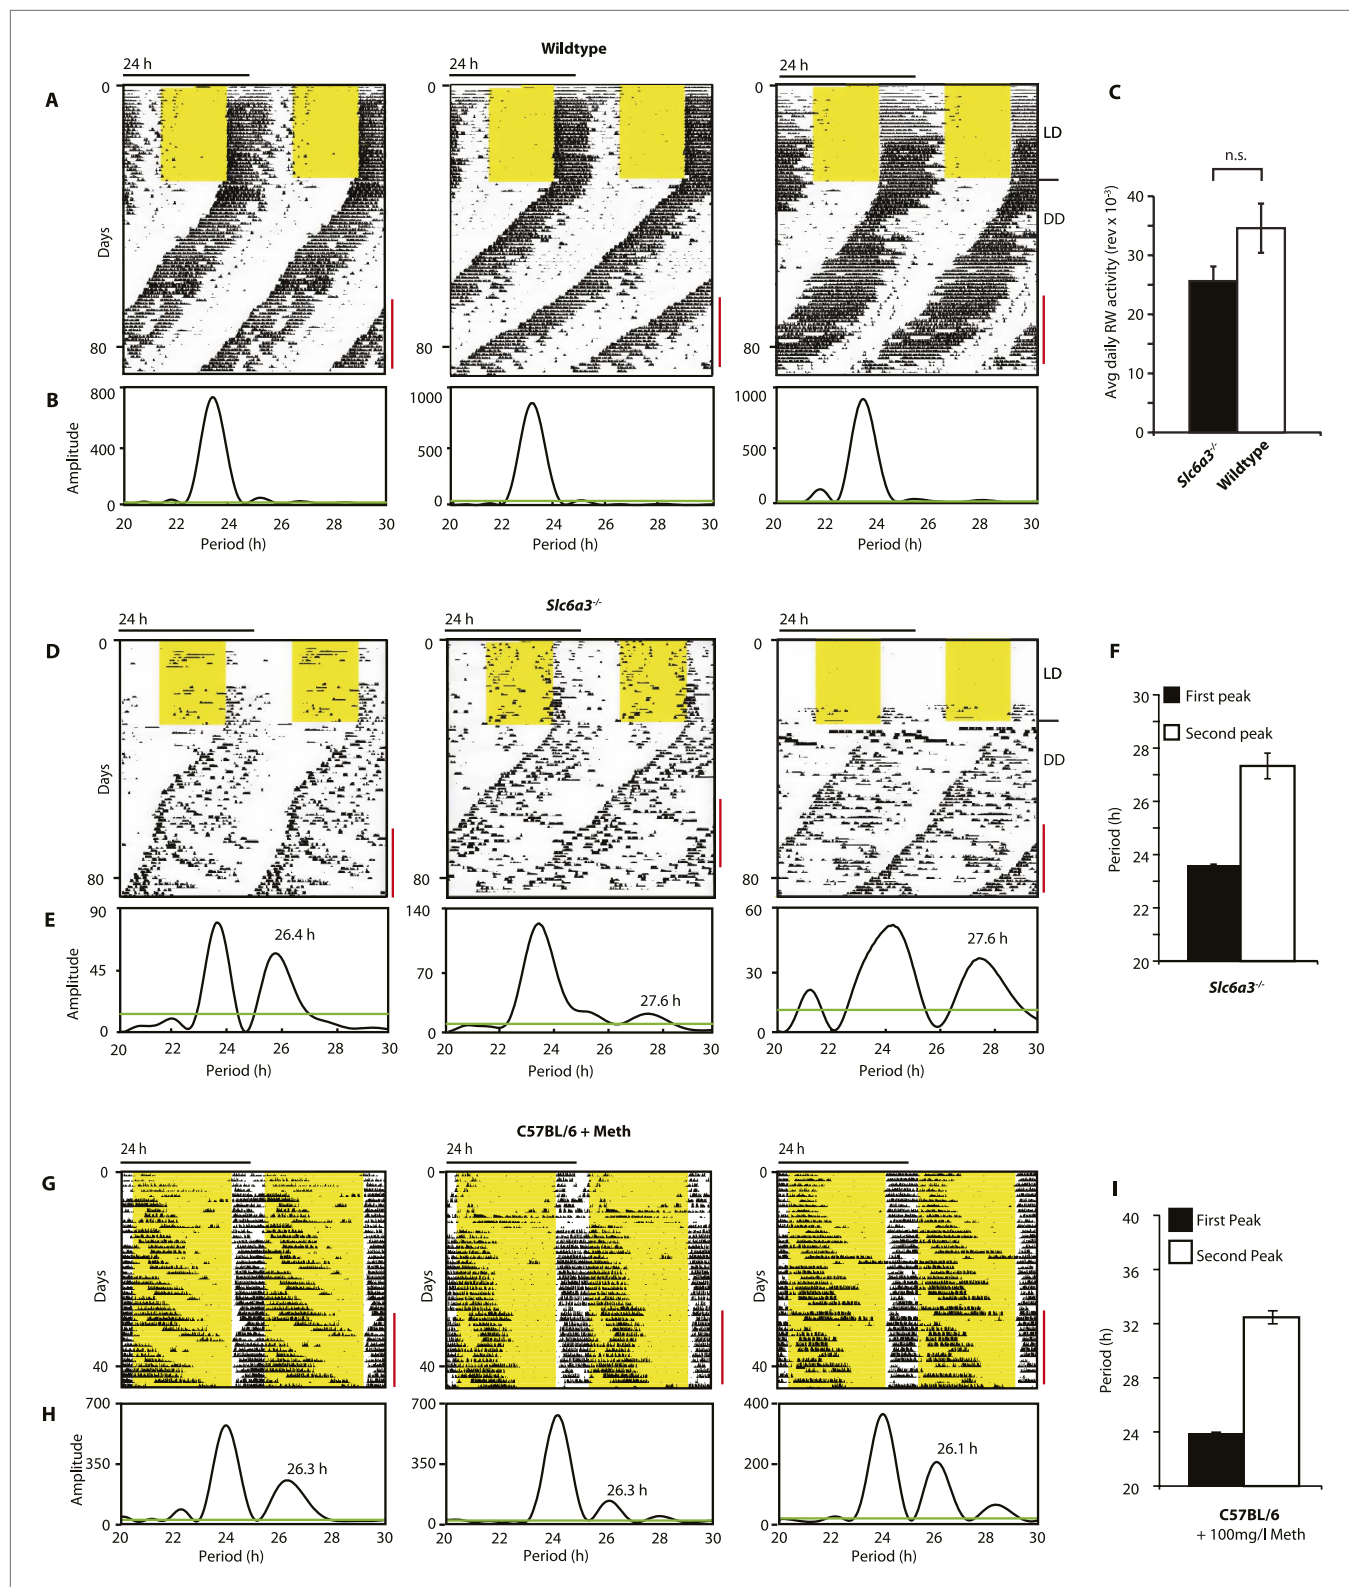 Wildtype
24 h
24 h
24 h
A
0
0
0
Days
80
80
80
LD
DD
B
Amplitude
800
400
0
20 22 24 26 28 30
Period (h)
1000
500
0
20 22 24 26 28 30
Period (h)
1000
500
0
20 22 24 26 28 30
Period (h)
C
n.s.
Avg daily RW activity (rev x 10⁻³)
40
30
20
10
0
Slc6a3⁻/⁻
Wildtype
Slc6a3⁻/⁻
24 h
24 h
24 h
D
0
0
0
Days
80
80
80
LD
DD
E
Amplitude
90
45
0
26.4 h
20 22 24 26 28 30
Period (h)
140
70
0
27.6 h
20 22 24 26 28 30
Period (h)
60
30
0
27.6 h
20 22 24 26 28 30
Period (h)
F
First peak
Second peak
Period (h)
30
28
26
24
22
20
Slc6a3⁻/⁻
C57BL/6 + Meth
24 h
24 h
24 h
G
0
0
0
Days
40
40
40
H
Amplitude
700
350
0
26.3 h
20 22 24 26 28 30
Period (h)
700
350
0
26.3 h
20 22 24 26 28 30
Period (h)
400
200
0
26.1 h
20 22 24 26 28 30
Period (h)
I
First Peak
Second Peak
Period (h)
40
36
32
28
24
20
C57BL/6
+ 100mg/l Meth